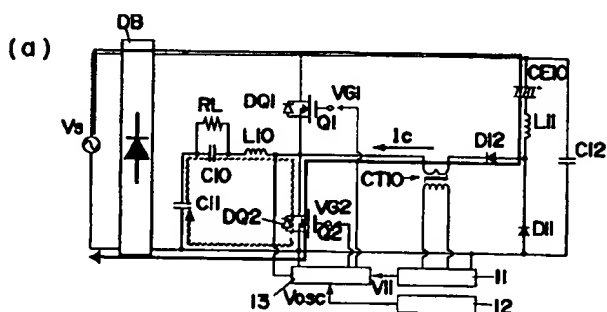 (a)
DB
CE10
VG1
DQ1
RL
Q1
L11
L10
Ic
Vs
D12
C12
C10
CT10
VG2
C11
DQ2
Q2
D11
V11
11
13
Vosc
12